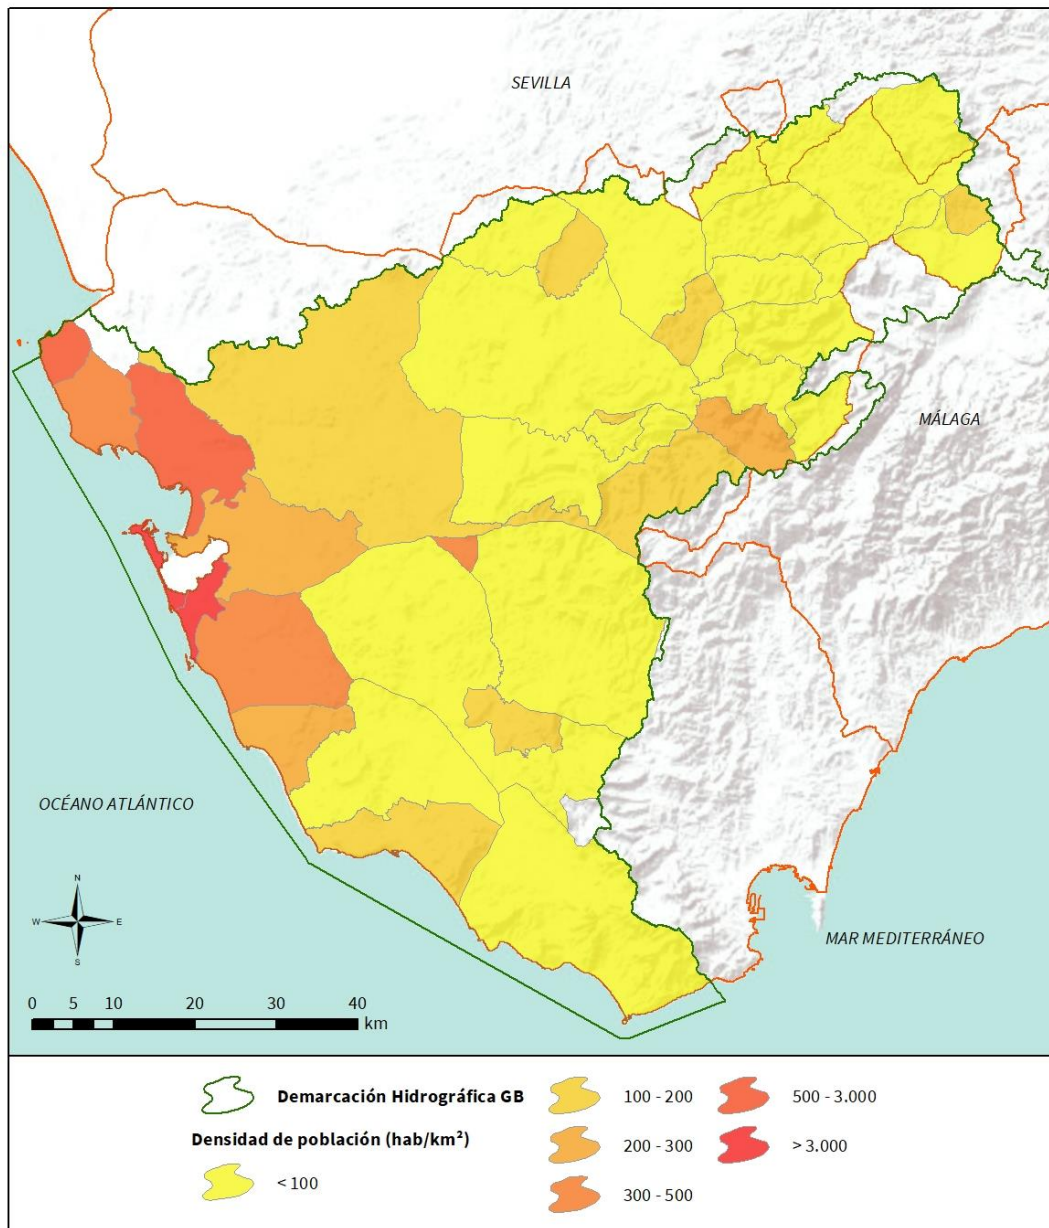 SEVILLA
MÁLAGA
OCÉANO ATLÁNTICO
N
W E
S
MAR MEDITERRÁNEO
0 5 10 20 30 40
km
Demarcación Hidrográfica GB
Densidad de población (hab/km²)
< 100
100 - 200
200 - 300
300 - 500
500 - 3.000
> 3.000